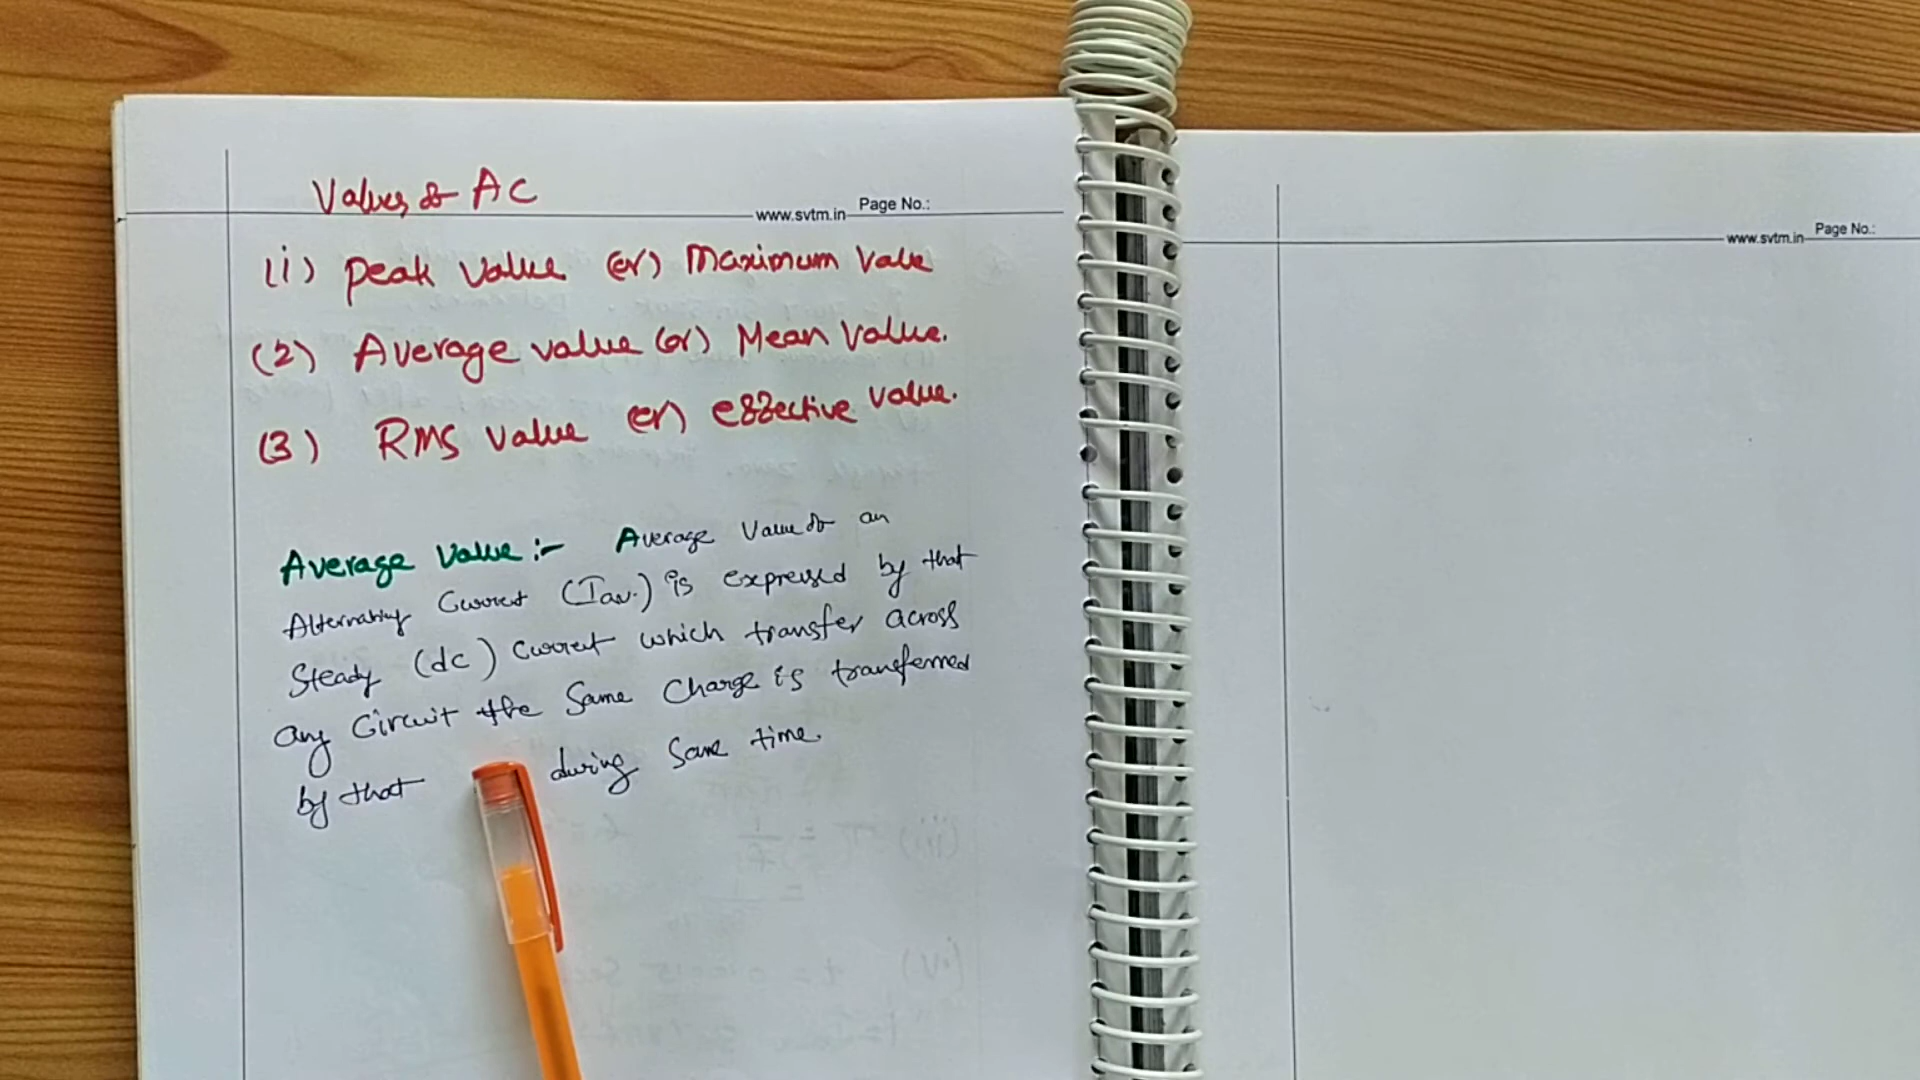 Values of AC
www.svtm.in Page No.:
(i) Peak value (or) Maximum Value
(2) Average value (or) Mean Value.
(3) RMS value (or) effective value.
Average Value :- Average Value of an
Alternating Current (Iav.) is expressed by that
Steady (dc) Current which transfer across
any Circuit the Same Charge is transferred
by that during Same time.
www.svtm.in Page No.: